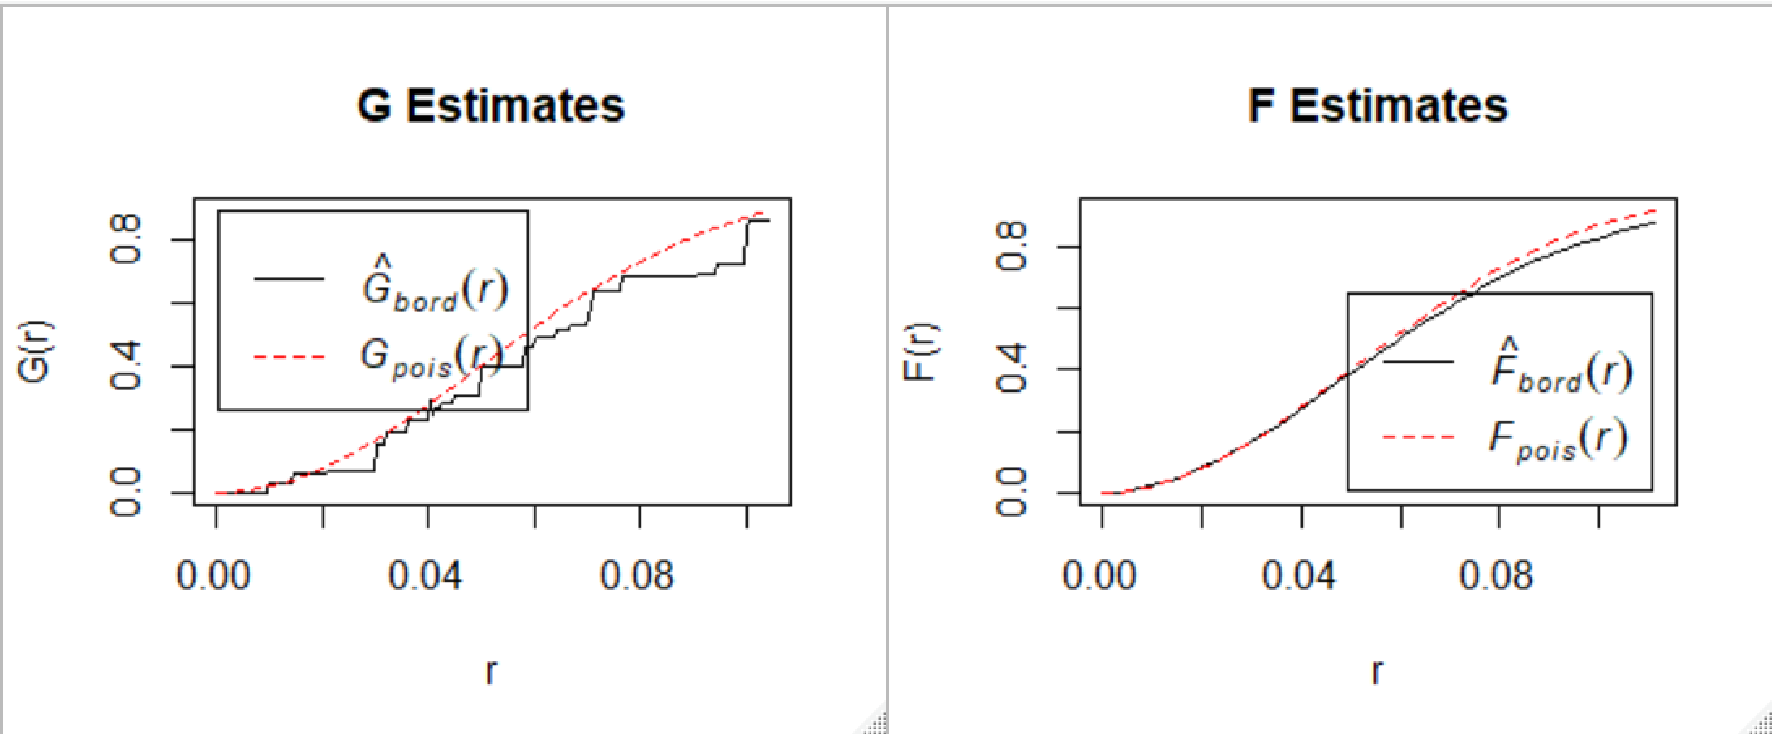 G Estimates
G(r)
0.0 0.4 0.8
Ĝbord(r)
Gpois(r)
0.00 0.04 0.08
r
F Estimates
F(r)
0.0 0.4 0.8
F̂bord(r)
Fpois(r)
0.00 0.04 0.08
r